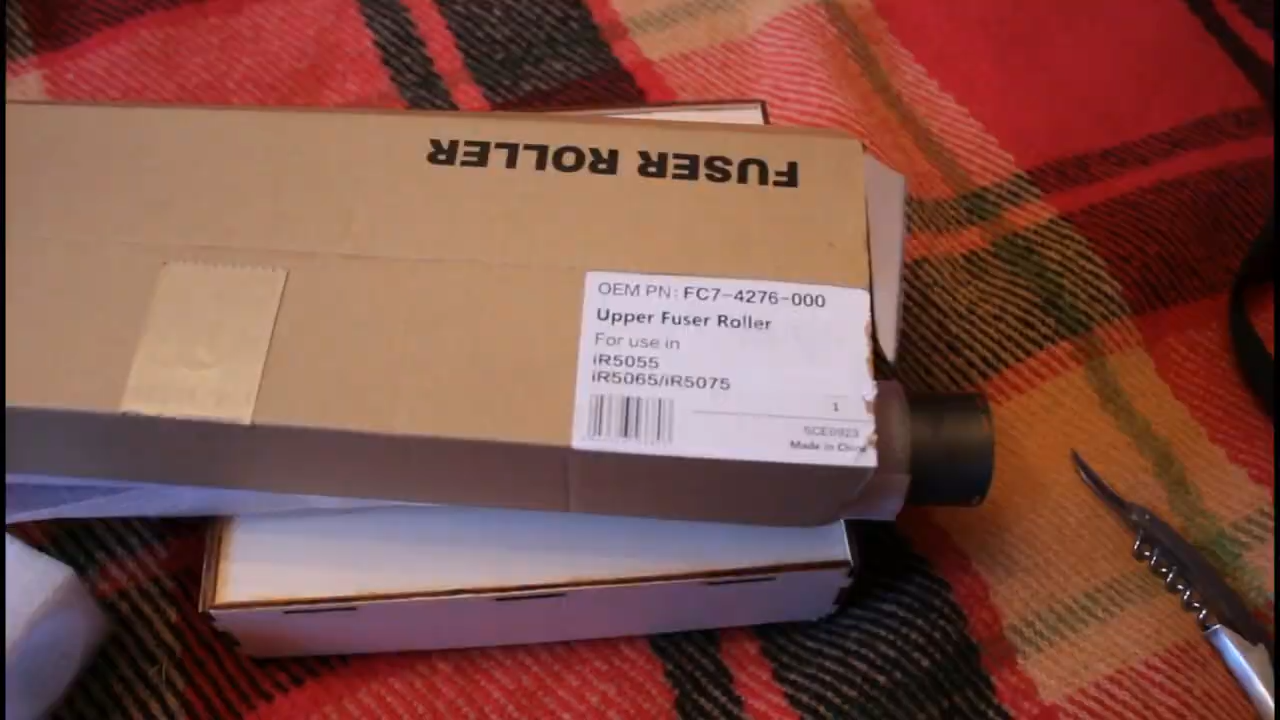 FUSER ROLLER
OEM PN: FC7-4276-000
Upper Fuser Roller
For use in
iR5055
iR5065/iR5075
1
SCE0923
Made in China